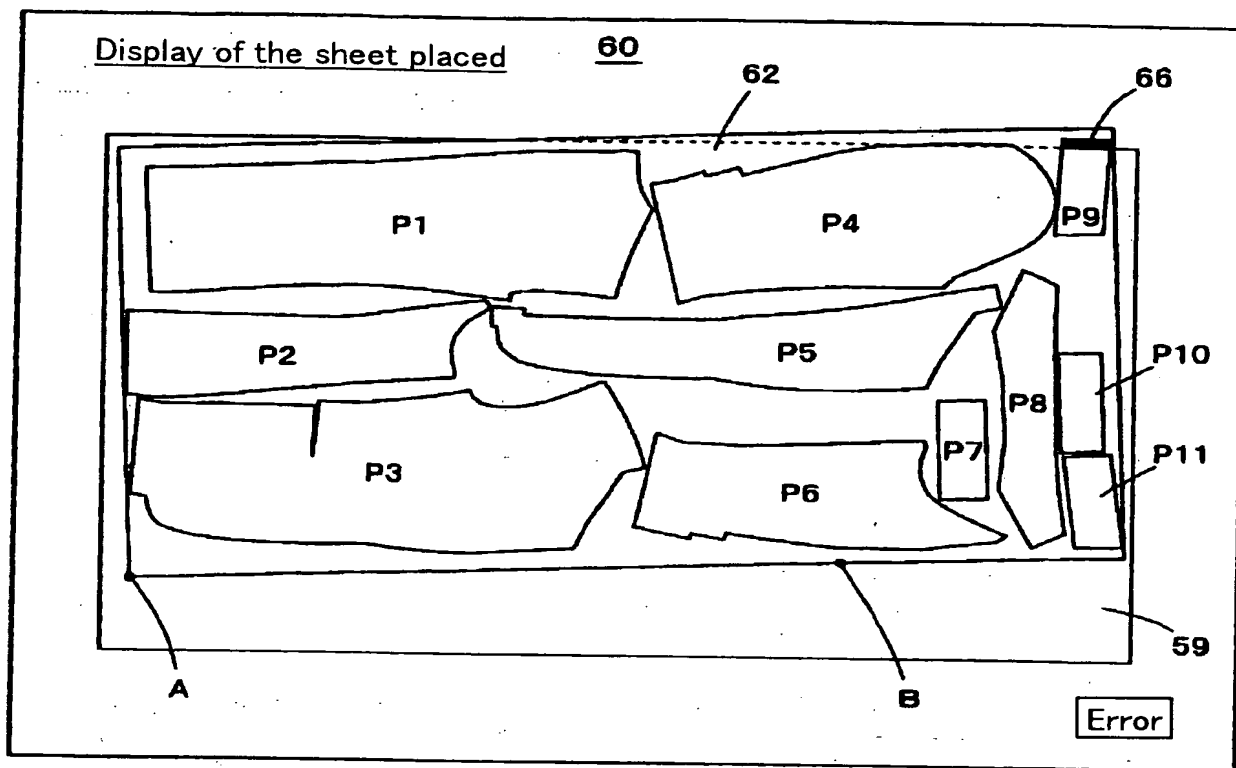 Display of the sheet placed
60
62
66
P1
P4
P9
P2
P5
P8
P10
P3
P6
P7
P11
A
B
59
Error